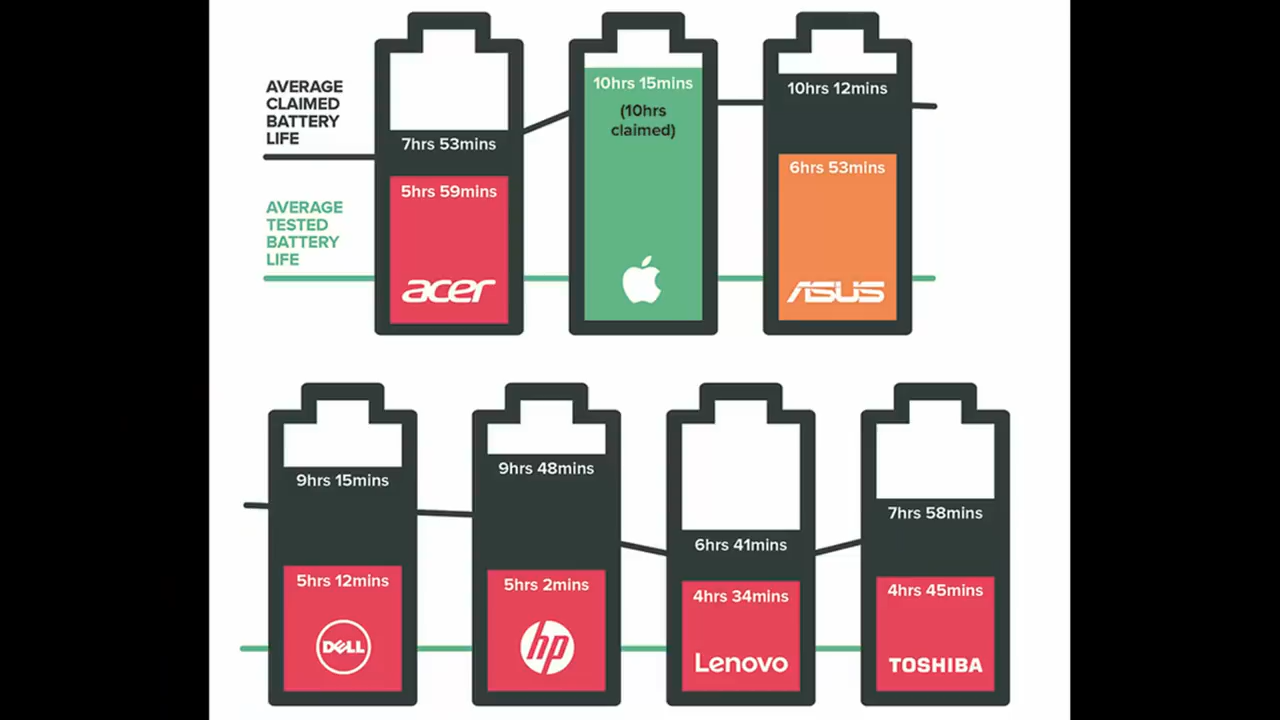 AVERAGE
CLAIMED
BATTERY
LIFE
AVERAGE
TESTED
BATTERY
LIFE
7hrs 53mins
5hrs 59mins
acer
10hrs 15mins
(10hrs
claimed)
10hrs 12mins
6hrs 53mins
ASUS
9hrs 15mins
5hrs 12mins
DELL
9hrs 48mins
5hrs 2mins
hp
6hrs 41mins
4hrs 34mins
Lenovo
7hrs 58mins
4hrs 45mins
TOSHIBA